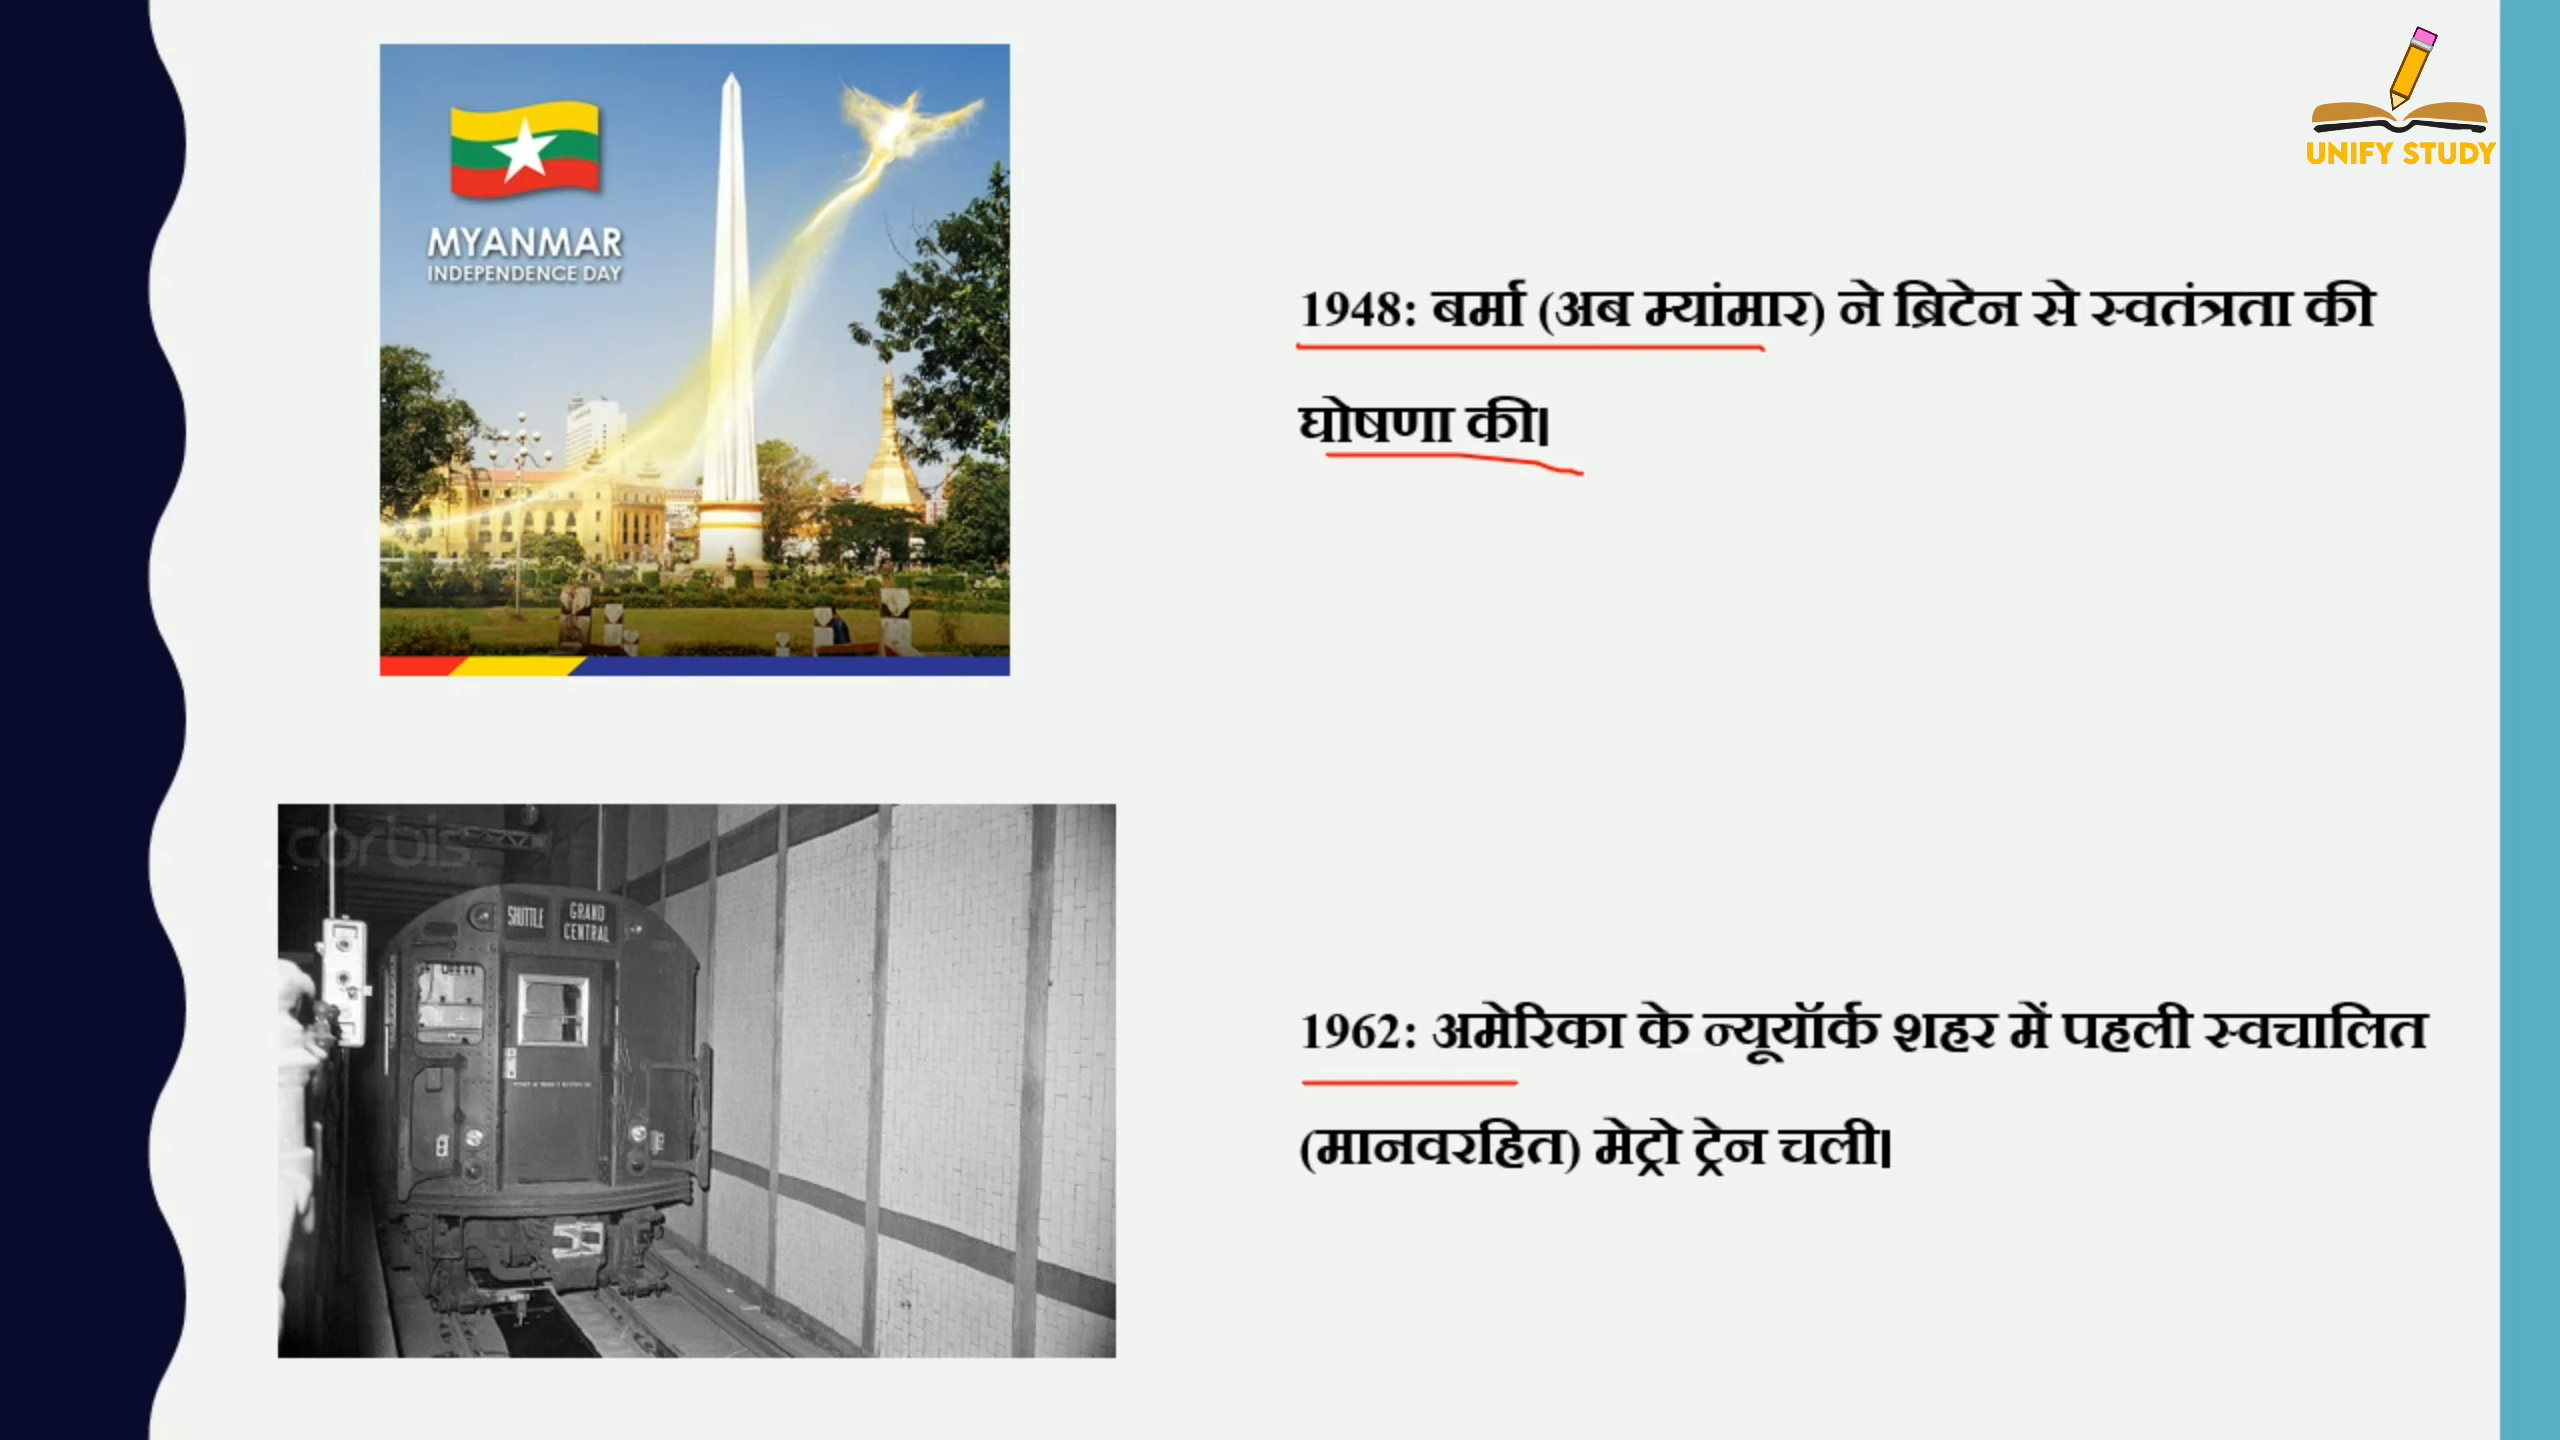 UNIFY STUDY
MYANMAR
INDEPENDENCE DAY
1948: बर्मा (अब म्यांमार) ने ब्रिटेन से स्वतंत्रता की
घोषणा की।
corbis.
SHUTTLE
GRAND
CENTRAL
1962: अमेरिका के न्यूयॉर्क शहर में पहली स्वचालित
(मानवरहित) मेट्रो ट्रेन चली।